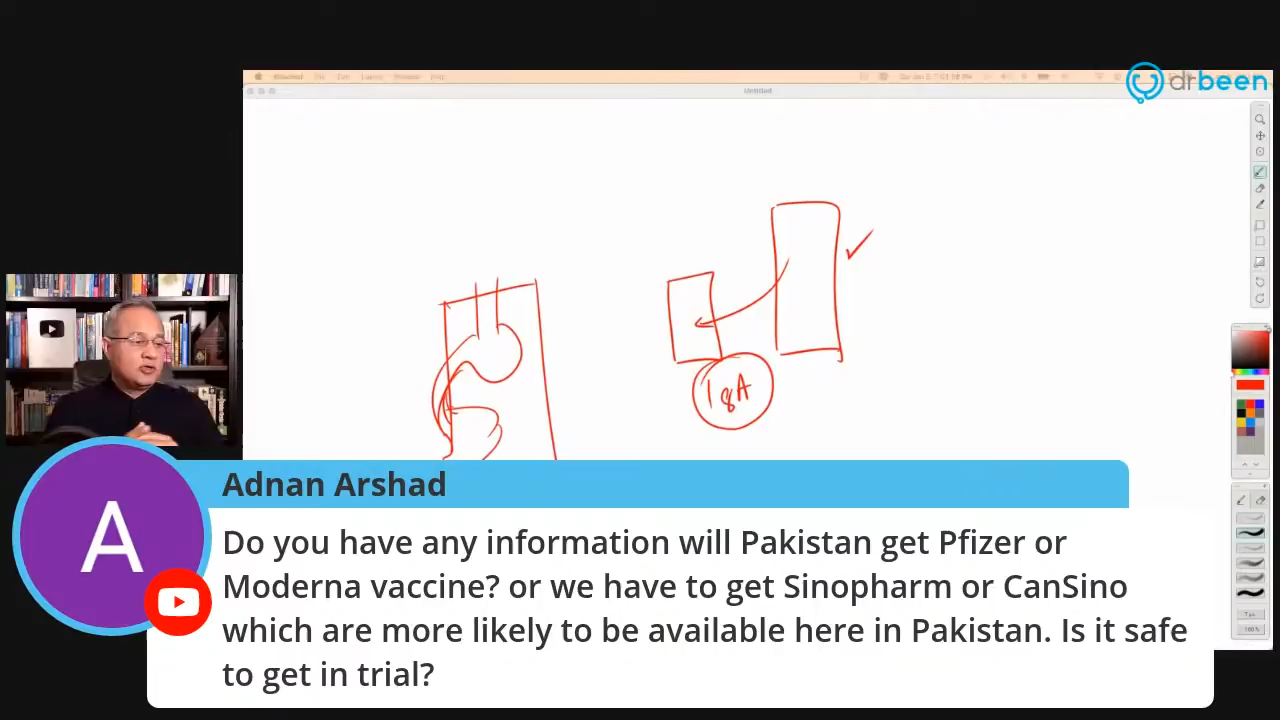 drbeen
Untitled
IgA
A
Adnan Arshad
Do you have any information will Pakistan get Pfizer or
Moderna vaccine? or we have to get Sinopharm or CanSino
which are more likely to be available here in Pakistan. Is it safe
to get in trial?